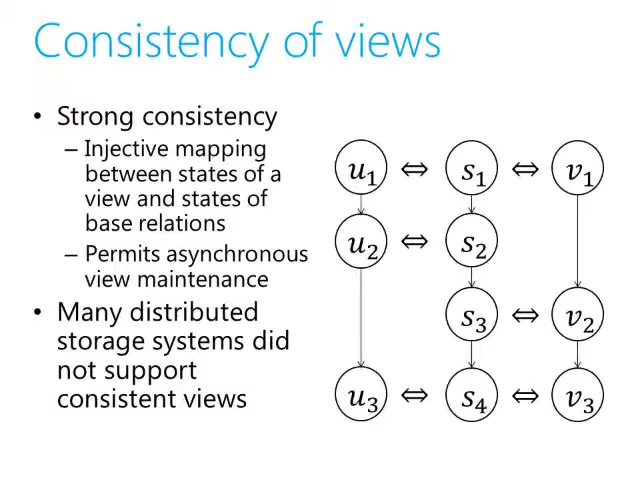 Consistency of views
• Strong consistency
– Injective mapping
between states of a
view and states of
base relations
– Permits asynchronous
view maintenance
• Many distributed
storage systems did
not support
consistent views
u₁ ⇔ s₁ ⇔ v₁
u₂ ⇔ s₂
s₃ ⇔ v₂
u₃ ⇔ s₄ ⇔ v₃